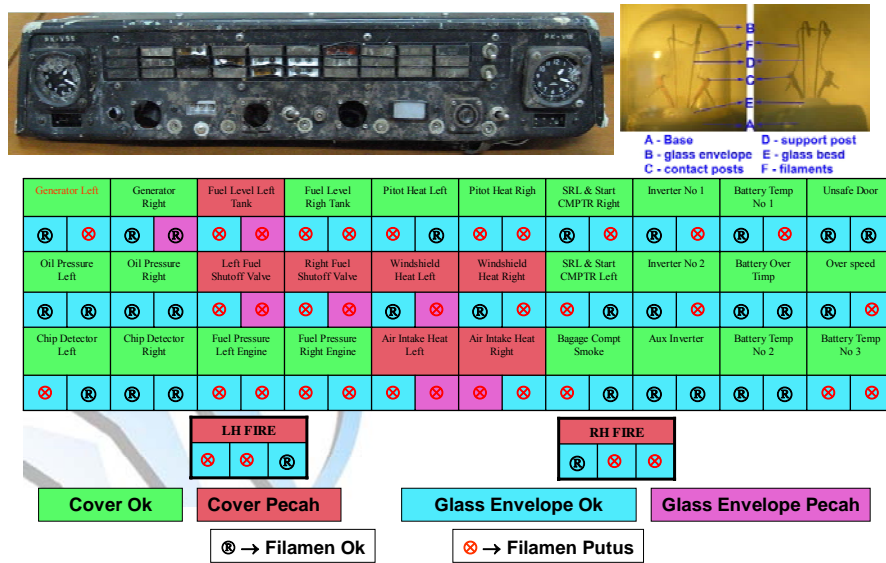 PK-VSE
B
F
D
C
E
A
A - Base
D - support post
B - glass envelope
E - glass besd
C - contact posts
F - filaments
Generator Left
Generator
Right
Fuel Level Left
Tank
Fuel Level
Righ Tank
Pitot Heat Left
Pitot Heat Righ
SRL & Start
CMPTR Right
Inverter No 1
Battery Temp
No 1
Unsafe Door
® ⊗ ® ® ⊗ ⊗ ⊗ ⊗ ⊗ ® ⊗ ⊗ ® ⊗ ® ⊗ ® ⊗ ® ®
Oil Pressure
Left
Oil Pressure
Right
Left Fuel
Shutoff Valve
Right Fuel
Shutoff Valve
Windshield
Heat Left
Windshield
Heat Right
SRL & Start
CMPTR Left
Inverter No 2
Battery Over
Timp
Over speed
® ® ® ® ⊗ ⊗ ⊗ ⊗ ® ⊗ ® ⊗ ⊗ ® ® ⊗ ® ® ® ⊗
Chip Detector
Left
Chip Detector
Right
Fuel Pressure
Left Engine
Fuel Pressure
Right Engine
Air Intake Heat
Left
Air Intake Heat
Right
Bagage Compt
Smoke
Aux Inverter
Battery Temp
No 2
Battery Temp
No 3
⊗ ® ® ® ⊗ ⊗ ⊗ ⊗ ⊗ ⊗ ⊗ ⊗ ⊗ ® ® ® ® ® ⊗ ⊗
LH FIRE
⊗ ⊗ ®
RH FIRE
® ⊗ ⊗
Cover Ok
Cover Pecah
Glass Envelope Ok
Glass Envelope Pecah
® → Filamen Ok
⊗ → Filamen Putus